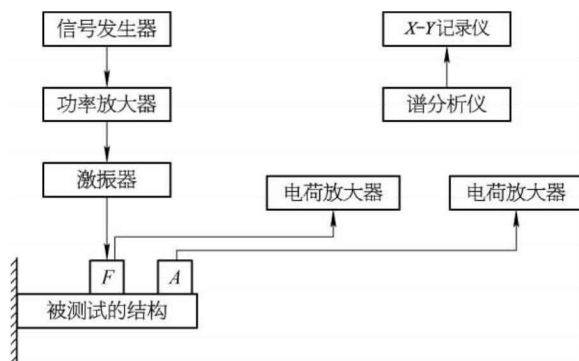 信号发生器
X-Y记录仪
功率放大器
谱分析仪
激振器
电荷放大器
电荷放大器
F
A
被测试的结构